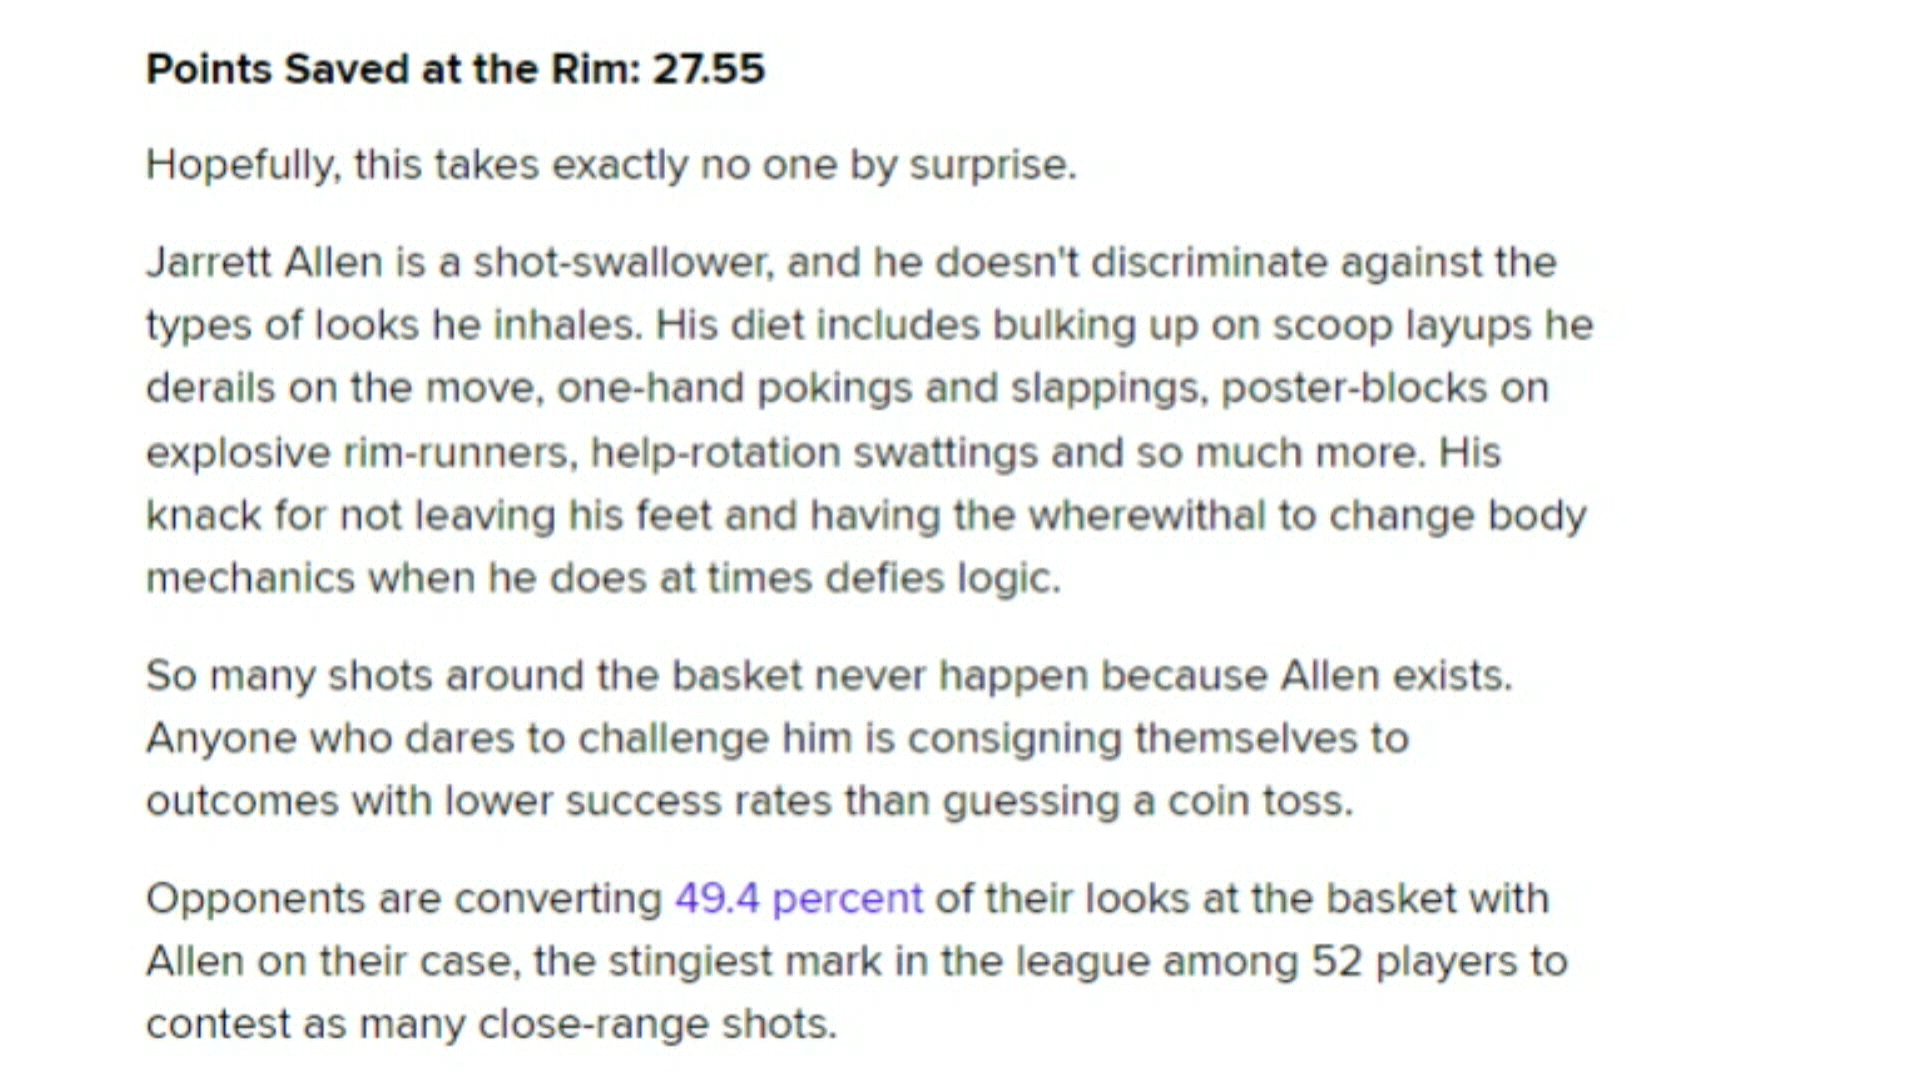 Points Saved at the Rim: 27.55
Hopefully, this takes exactly no one by surprise.
Jarrett Allen is a shot-swallower, and he doesn't discriminate against the
types of looks he inhales. His diet includes bulking up on scoop layups he
derails on the move, one-hand pokings and slappings, poster-blocks on
explosive rim-runners, help-rotation swattings and so much more. His
knack for not leaving his feet and having the wherewithal to change body
mechanics when he does at times defies logic.
So many shots around the basket never happen because Allen exists.
Anyone who dares to challenge him is consigning themselves to
outcomes with lower success rates than guessing a coin toss.
Opponents are converting 49.4 percent of their looks at the basket with
Allen on their case, the stingiest mark in the league among 52 players to
contest as many close-range shots.